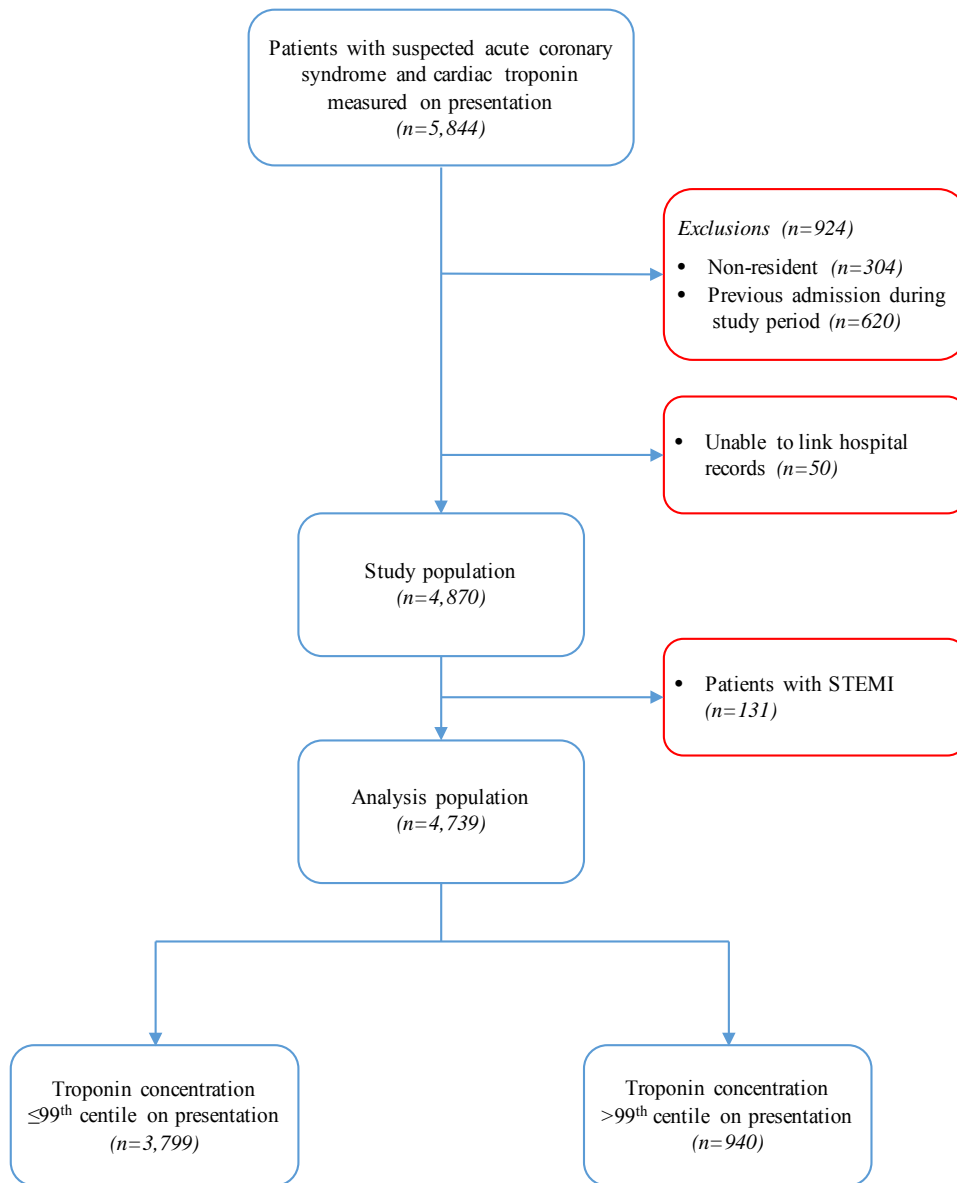 Patients with suspected acute coronary
syndrome and cardiac troponin
measured on presentation
(n=5,844)
Exclusions (n=924)
• Non-resident (n=304)
• Previous admission during
study period (n=620)
• Unable to link hospital
records (n=50)
Study population
(n=4,870)
• Patients with STEMI
(n=131)
Analysis population
(n=4,739)
Troponin concentration
≤99th centile on presentation
(n=3,799)
Troponin concentration
>99th centile on presentation
(n=940)